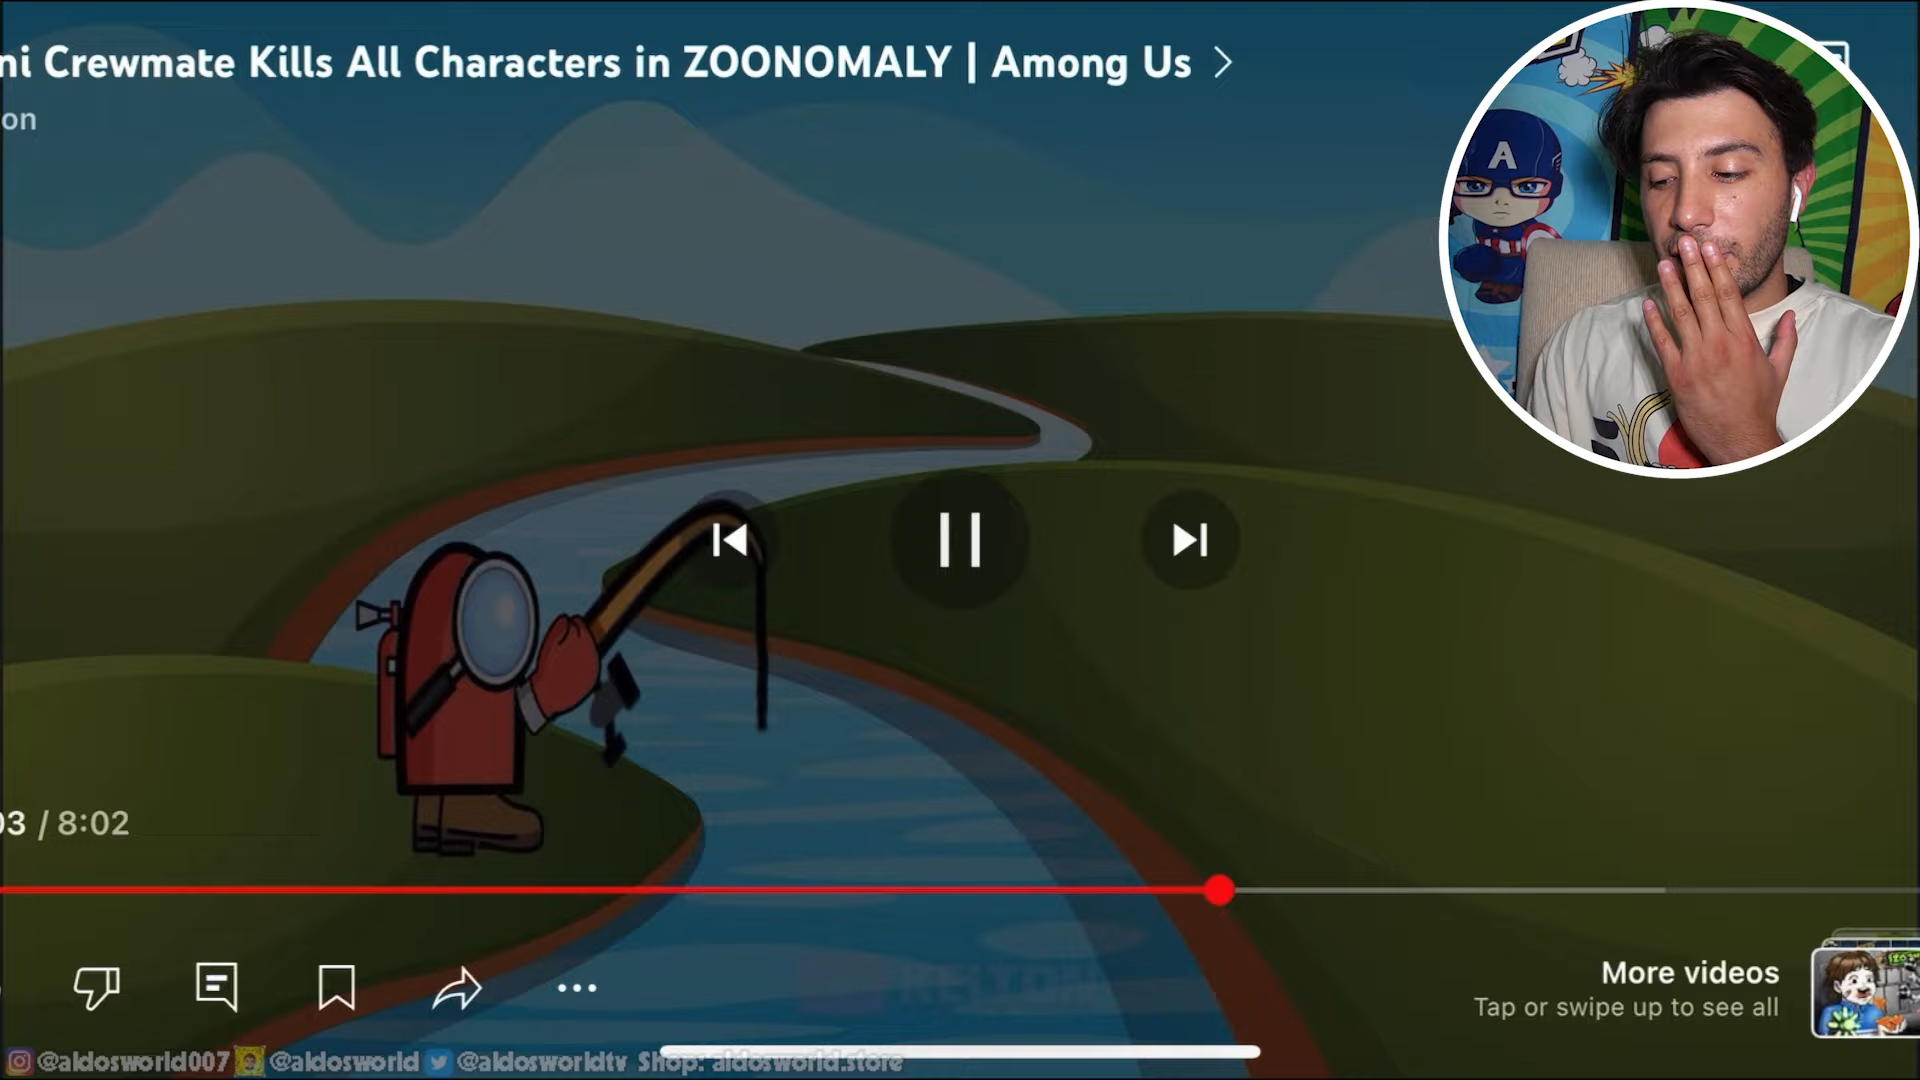 ni Crewmate Kills All Characters in ZOONOMALY | Among Us
on
A
03 / 8:02
KELTON
More videos
Tap or swipe up to see all
@aldosworld007 @aldosworld @aldosworldtv Shop: aldosworld.store